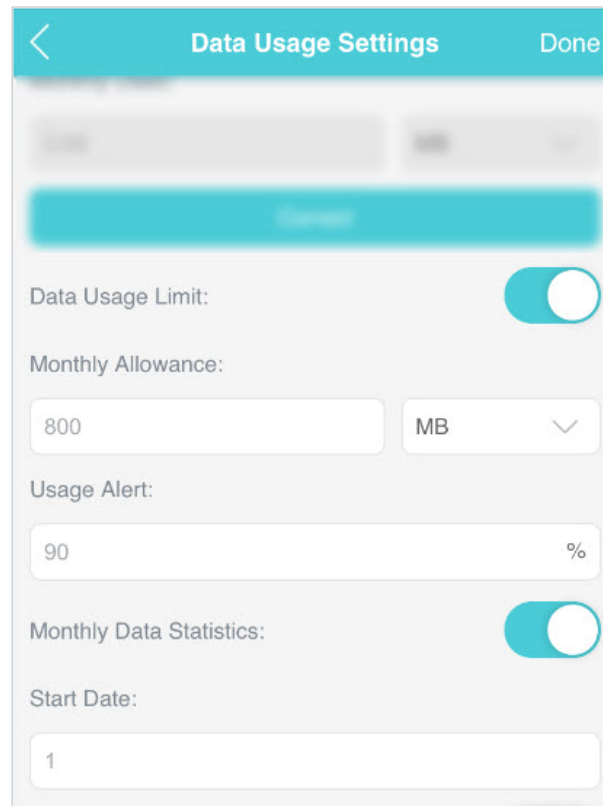 Data Usage Settings Done
Data Usage Limit:
Monthly Allowance:
800 MB
Usage Alert:
90 %
Monthly Data Statistics:
Start Date:
1